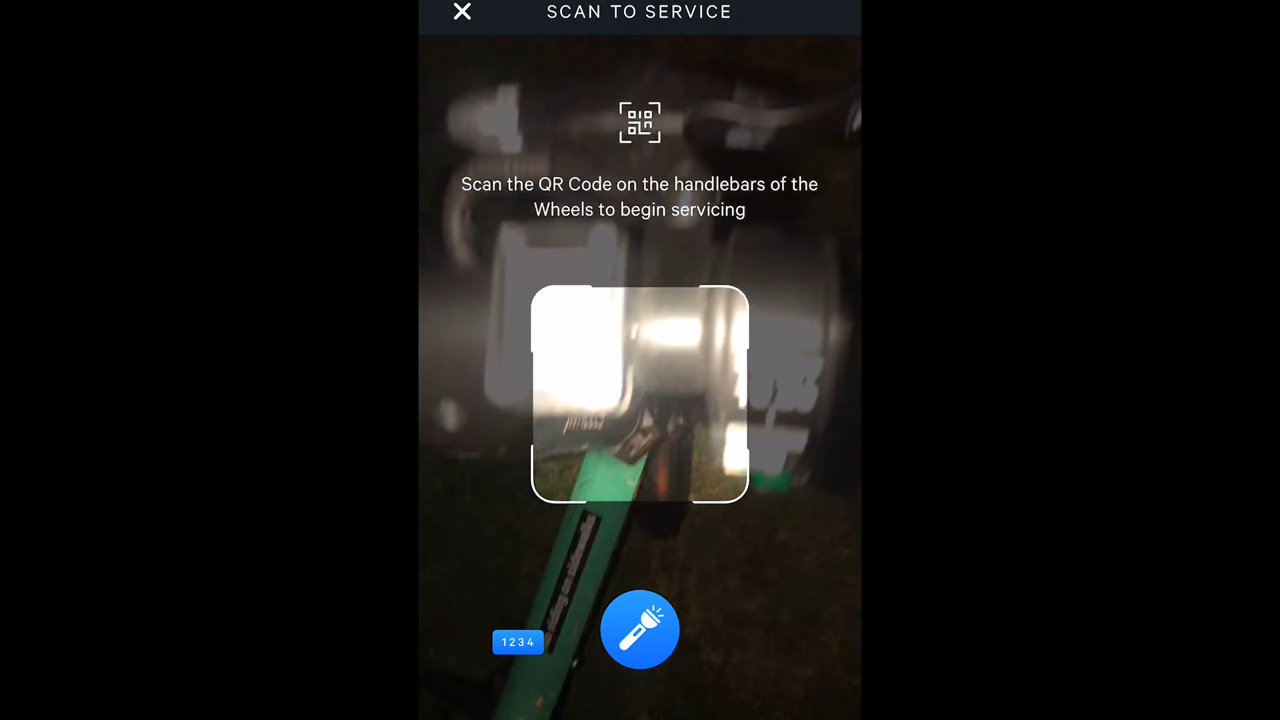 SCAN TO SERVICE
Scan the QR Code on the handlebars of the
Wheels to begin servicing
1234